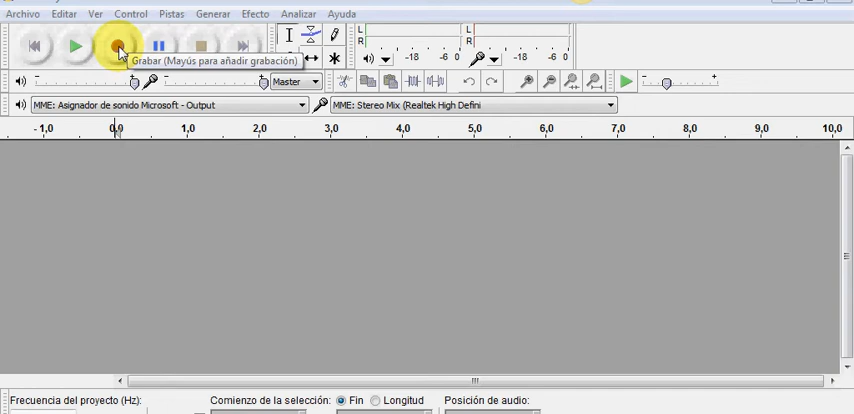 Archivo Editar Ver Control Pistas Generar Efecto Analizar Ayuda
L
R
-18 -6 0
L
R
-18 -6 0
Grabar (Mayús para añadir grabación)
- + - + Master - +
MME: Asignador de sonido Microsoft - Output MME: Stereo Mix (Realtek High Defini
-1,0 0,0 1,0 2,0 3,0 4,0 5,0 6,0 7,0 8,0 9,0 10,0
Frecuencia del proyecto (Hz): Comienzo de la selección: Fin Longitud Posición de audio: